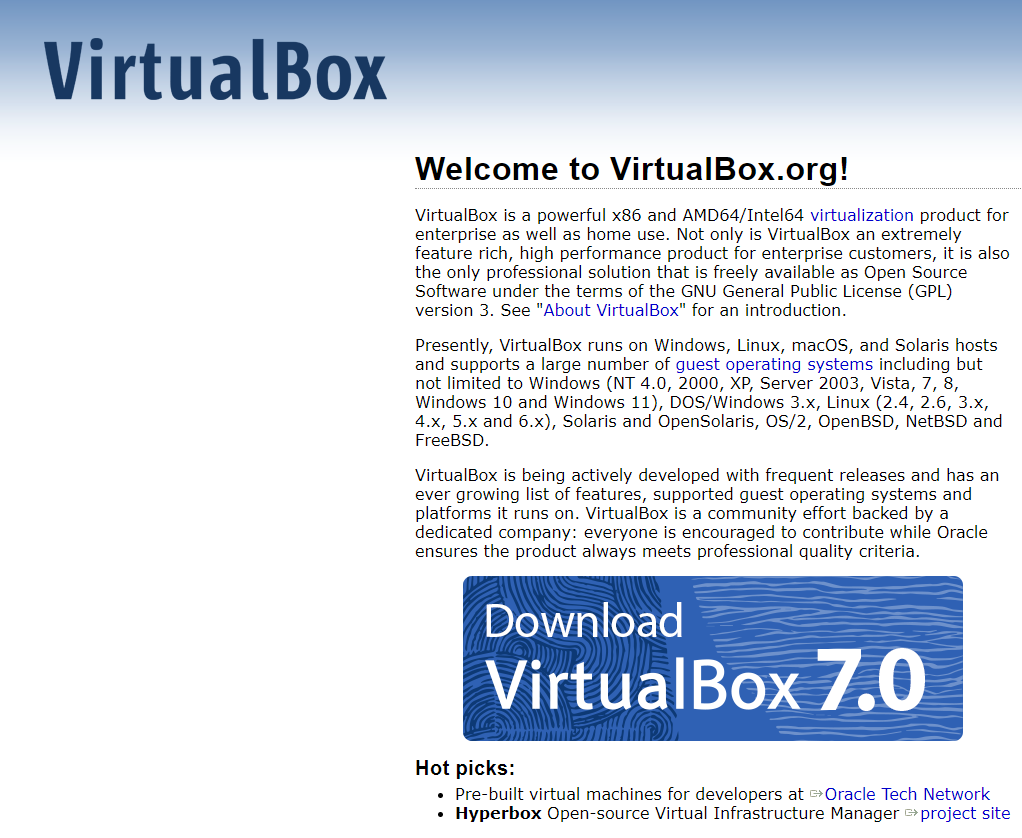 VirtualBox
Welcome to VirtualBox.org!
VirtualBox is a powerful x86 and AMD64/Intel64 virtualization product for
enterprise as well as home use. Not only is VirtualBox an extremely
feature rich, high performance product for enterprise customers, it is also
the only professional solution that is freely available as Open Source
Software under the terms of the GNU General Public License (GPL)
version 3. See "About VirtualBox" for an introduction.
Presently, VirtualBox runs on Windows, Linux, macOS, and Solaris hosts
and supports a large number of guest operating systems including but
not limited to Windows (NT 4.0, 2000, XP, Server 2003, Vista, 7, 8,
Windows 10 and Windows 11), DOS/Windows 3.x, Linux (2.4, 2.6, 3.x,
4.x, 5.x and 6.x), Solaris and OpenSolaris, OS/2, OpenBSD, NetBSD and
FreeBSD.
VirtualBox is being actively developed with frequent releases and has an
ever growing list of features, supported guest operating systems and
platforms it runs on. VirtualBox is a community effort backed by a
dedicated company: everyone is encouraged to contribute while Oracle
ensures the product always meets professional quality criteria.
Download
VirtualBox 7.0
Hot picks:
• Pre-built virtual machines for developers at Oracle Tech Network
• Hyperbox Open-source Virtual Infrastructure Manager project site